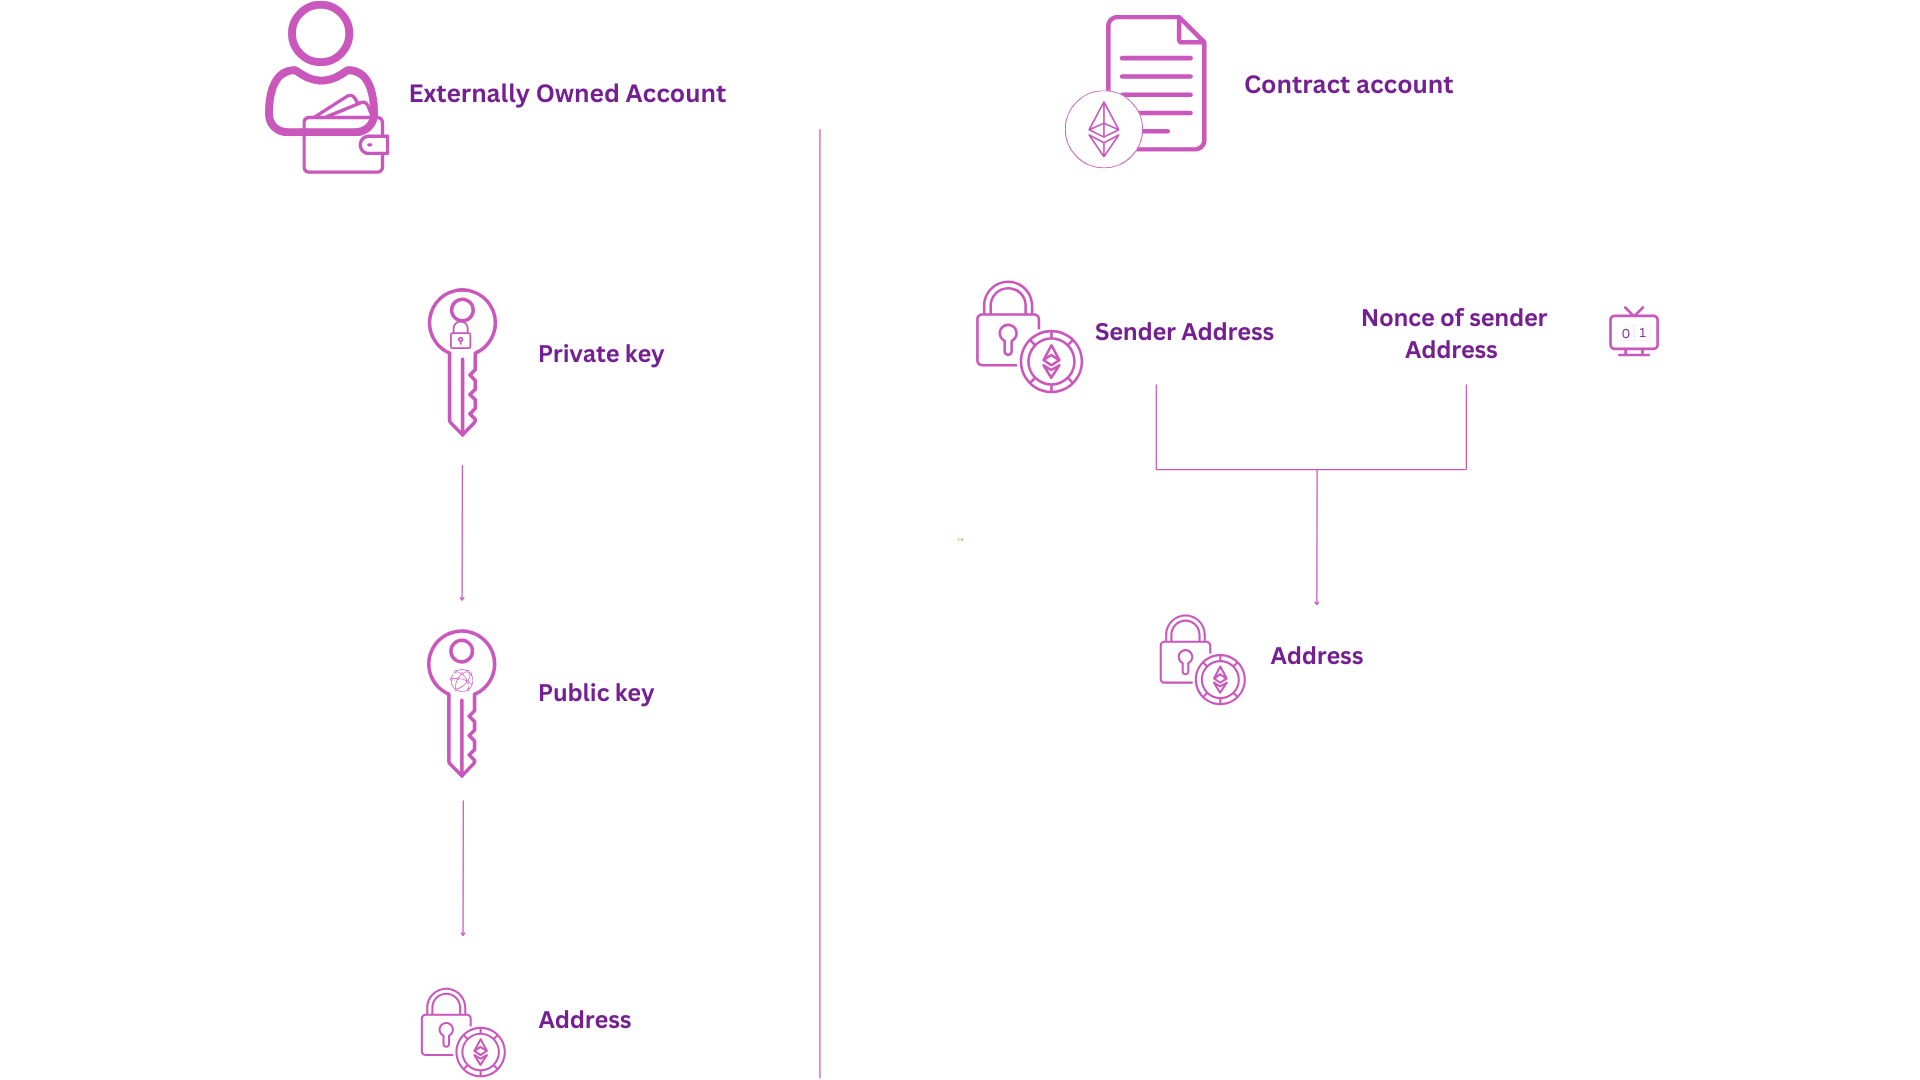 Externally Owned Account
Private key
Public key
Address
Contract account
Sender Address
Nonce of sender
Address
0 1
Address